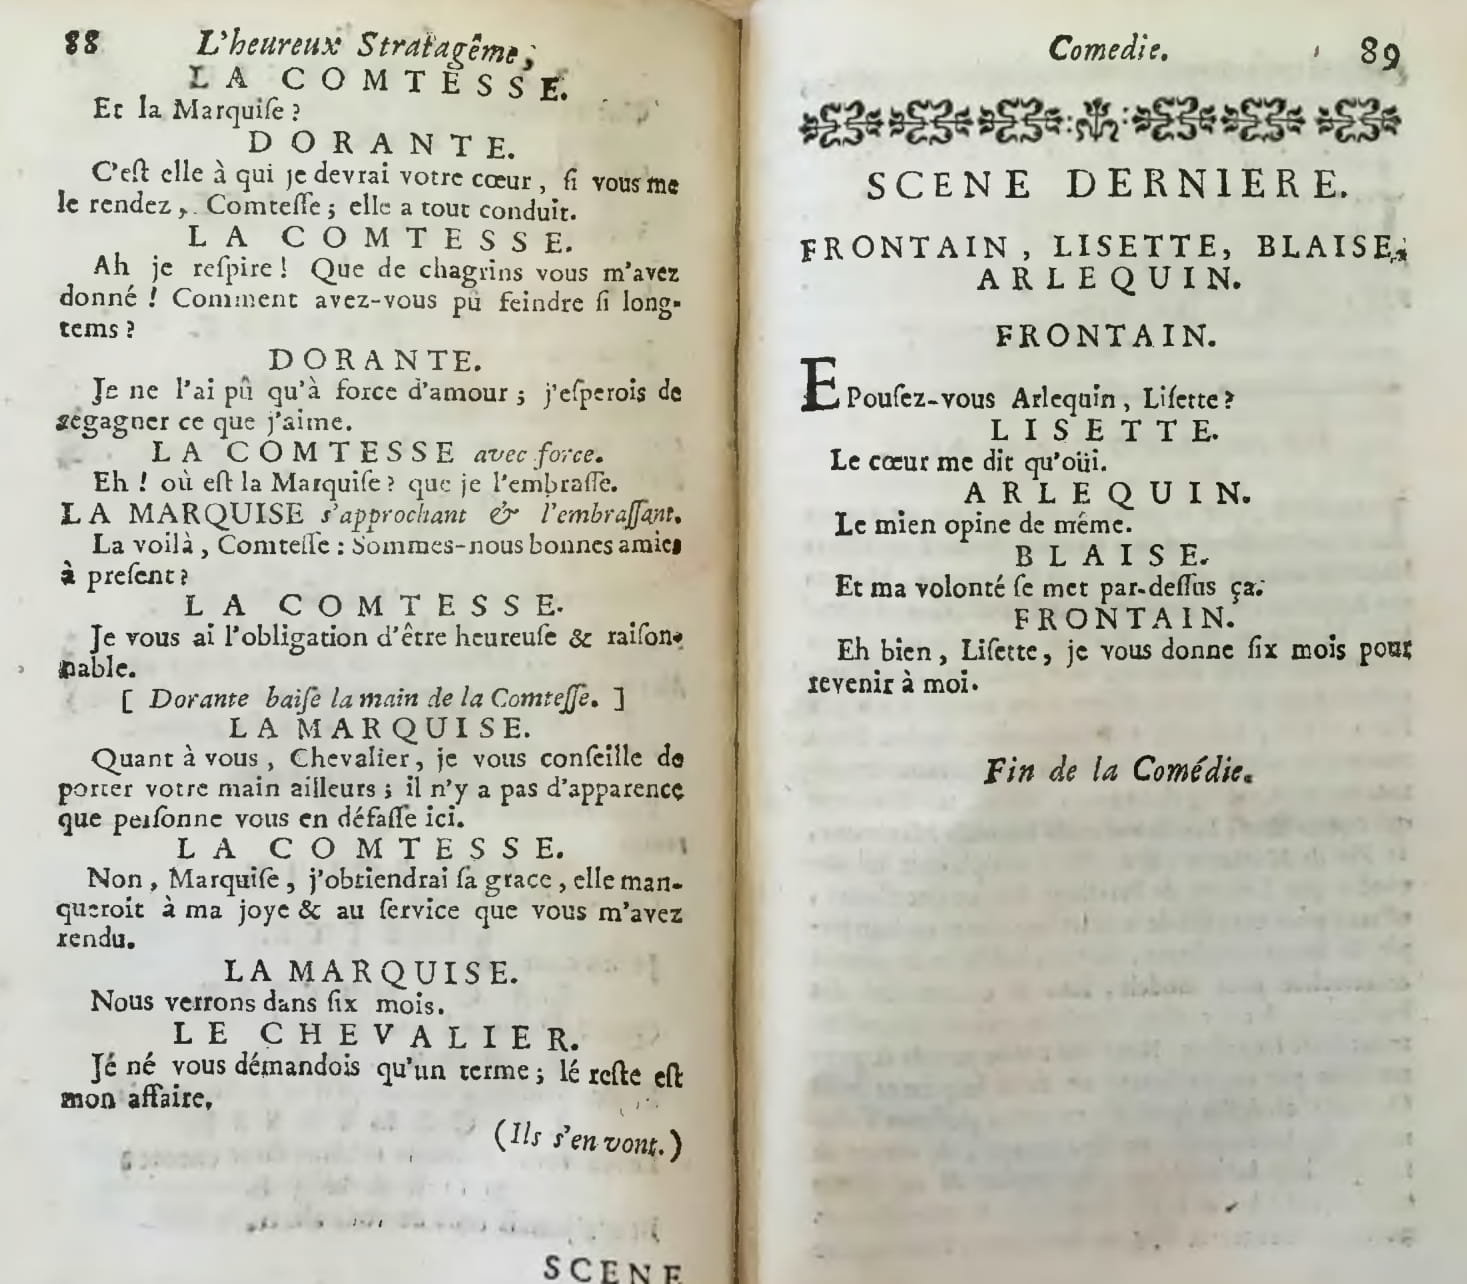 88 L'heureux Stratagême,
LA COMTESSE.
Et la Marquiſe ?
DORANTE.
C'eſt elle à qui je devrai votre cœur, ſi vous me
le rendez, Comteſſe ; elle a tout conduit.
LA COMTESSE.
Ah je reſpire ! Que de chagrins vous m'avez
donné ! Comment avez-vous pû feindre ſi long-
tems ?
DORANTE.
Je ne l'ai pû qu'à force d'amour ; j'eſperois de
regagner ce que j'aime.
LA COMTESSE avec force.
Eh ! où eſt la Marquiſe ? que je l'embraſſe.
LA MARQUISE s'approchant & l'embraſſant.
La voilà, Comteſſe : Sommes-nous bonnes amies
à preſent ?
LA COMTESSE.
Je vous ai l'obligation d'être heureuſe & raiſon-
nable.
[ Dorante baiſe la main de la Comteſſe. ]
LA MARQUISE.
Quant à vous, Chevalier, je vous conſeille de
porter votre main ailleurs ; il n'y a pas d'apparence
que perſonne vous en défaſſe ici.
LA COMTESSE.
Non, Marquiſe, j'obtiendrai ſa grace, elle man-
queroit à ma joye & au ſervice que vous m'avez
rendu.
LA MARQUISE.
Nous verrons dans ſix mois.
LE CHEVALIER.
Jé né vous démandois qu'un terme ; lé reſte eſt
mon affaire.
(Ils s'en vont.)
SCENE
Comedie. 89
SCENE DERNIERE.
FRONTAIN, LISETTE, BLAISE,
ARLEQUIN.
FRONTAIN.
EPouſez-vous Arlequin, Liſette ?
LISETTE.
Le cœur me dit qu'oüi.
ARLEQUIN.
Le mien opine de méme.
BLAISE.
Et ma volonté ſe met par-deſſus ça.
FRONTAIN.
Eh bien, Liſette, je vous donne ſix mois pour
revenir à moi.
Fin de la Comédie.